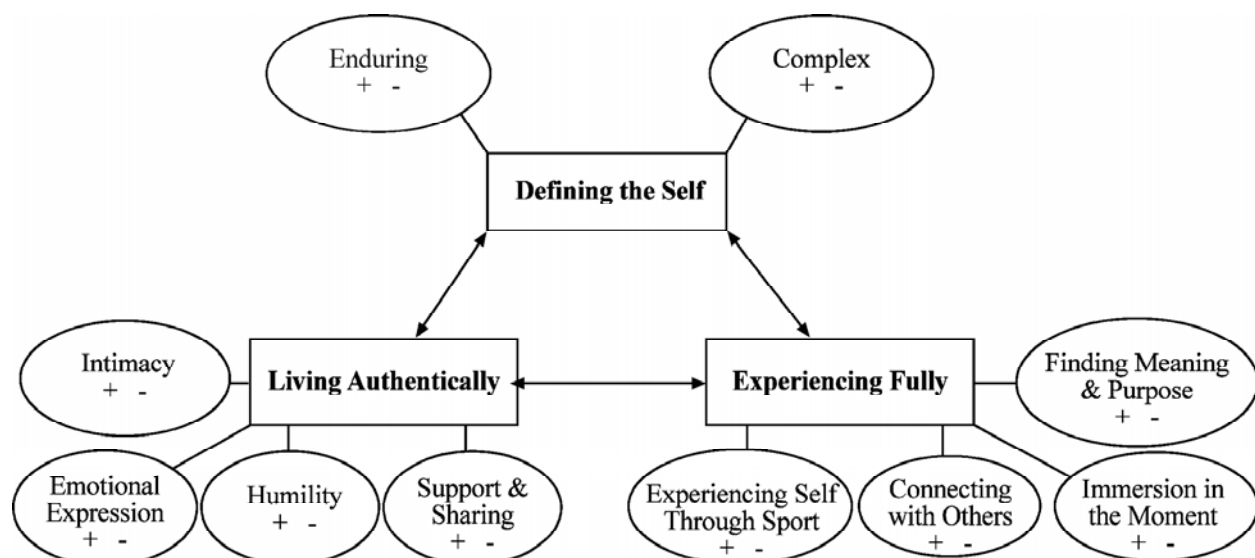 Enduring
+ -
Complex
+ -
Defining the Self
Intimacy
+ -
Living Authentically
Experiencing Fully
Finding Meaning
& Purpose
+ -
Emotional
Expression
+ -
Humility
+ -
Support &
Sharing
+ -
Experiencing Self
Through Sport
+ -
Connecting
with Others
+ -
Immersion in
the Moment
+ -